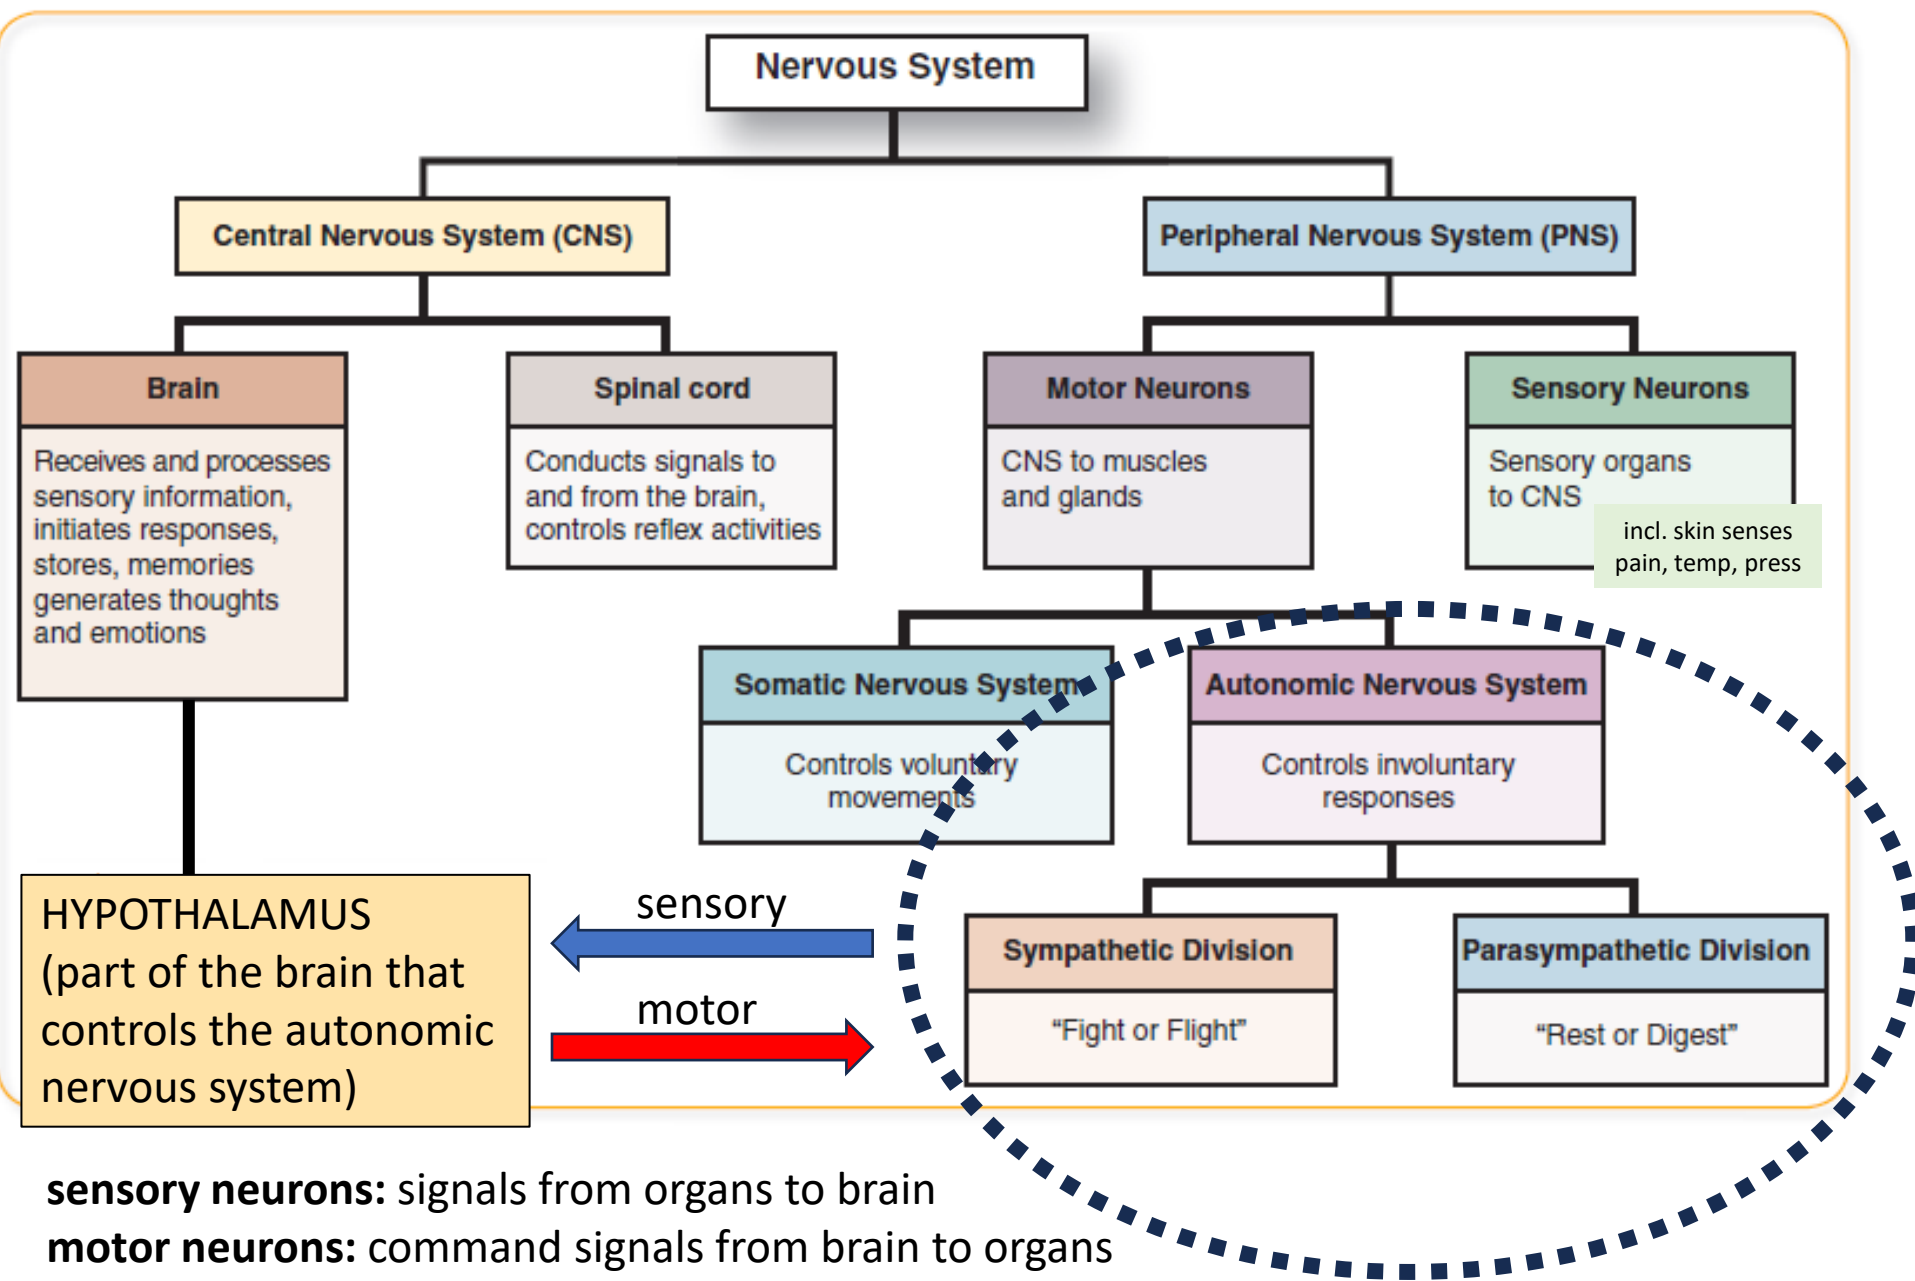 Nervous System
Central Nervous System (CNS)
Peripheral Nervous System (PNS)
Brain
Receives and processes
sensory information,
initiates responses,
stores, memories
generates thoughts
and emotions
Spinal cord
Conducts signals to
and from the brain,
controls reflex activities
Motor Neurons
CNS to muscles
and glands
Sensory Neurons
Sensory organs
to CNS
incl. skin senses
pain, temp, press
Somatic Nervous System
Controls voluntary
movements
Autonomic Nervous System
Controls involuntary
responses
HYPOTHALAMUS
(part of the brain that
controls the autonomic
nervous system)
sensory
motor
Sympathetic Division
“Fight or Flight”
Parasympathetic Division
“Rest or Digest”
sensory neurons: signals from organs to brain
motor neurons: command signals from brain to organs